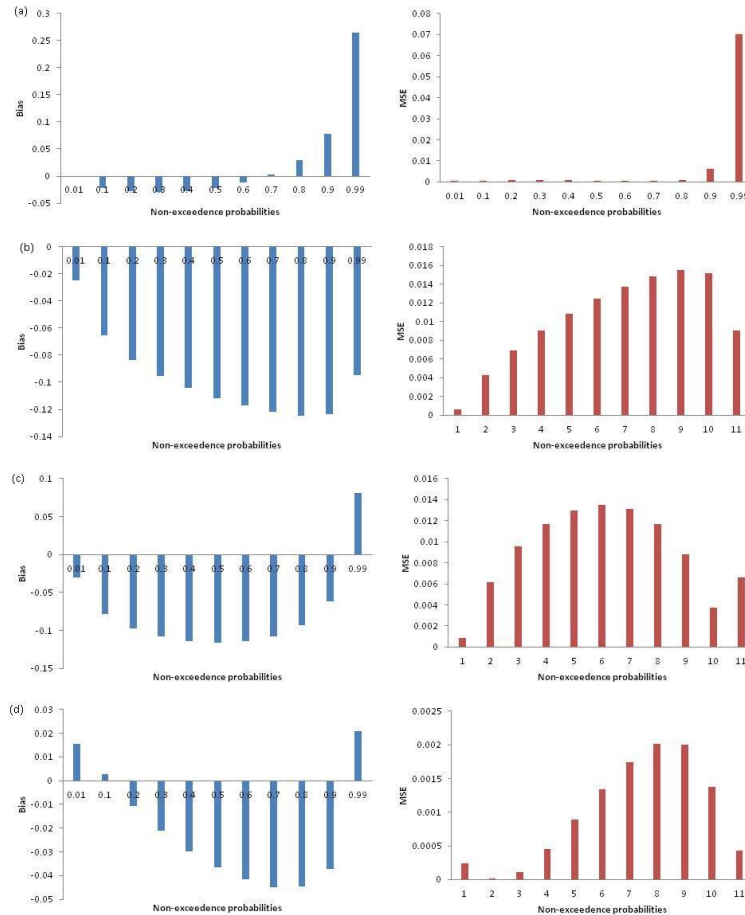 (a)
0.3
0.25
0.2
0.15
0.1
0.05
0
-0.05
Bias
0.01 0.1 0.2 0.3 0.4 0.5 0.6 0.7 0.8 0.9 0.99
Non-exceedence probabilities
0.08
0.07
0.06
0.05
0.04
0.03
0.02
0.01
0
MSE
0.01 0.1 0.2 0.3 0.4 0.5 0.6 0.7 0.8 0.9 0.99
Non-exceedence probabilities
(b)
0
-0.02
-0.04
-0.06
-0.08
-0.1
-0.12
-0.14
Bias
0.01 0.1 0.2 0.3 0.4 0.5 0.6 0.7 0.8 0.9 0.99
Non-exceedence probabilities
0.018
0.016
0.014
0.012
0.01
0.008
0.006
0.004
0.002
0
MSE
1 2 3 4 5 6 7 8 9 10 11
Non-exceedence probabilities
(c)
0.1
0.05
0
-0.05
-0.1
-0.15
Bias
0.01 0.1 0.2 0.3 0.4 0.5 0.6 0.7 0.8 0.9 0.99
Non-exceedence probabilities
0.016
0.014
0.012
0.01
0.008
0.006
0.004
0.002
0
MSE
1 2 3 4 5 6 7 8 9 10 11
Non-exceedence probabilities
(d)
0.03
0.02
0.01
0
-0.01
-0.02
-0.03
-0.04
-0.05
Bias
0.01 0.1 0.2 0.3 0.4 0.5 0.6 0.7 0.8 0.9 0.99
Non-exceedence probabilities
0.0025
0.002
0.0015
0.001
0.0005
0
MSE
1 2 3 4 5 6 7 8 9 10 11
Non-exceedence probabilities